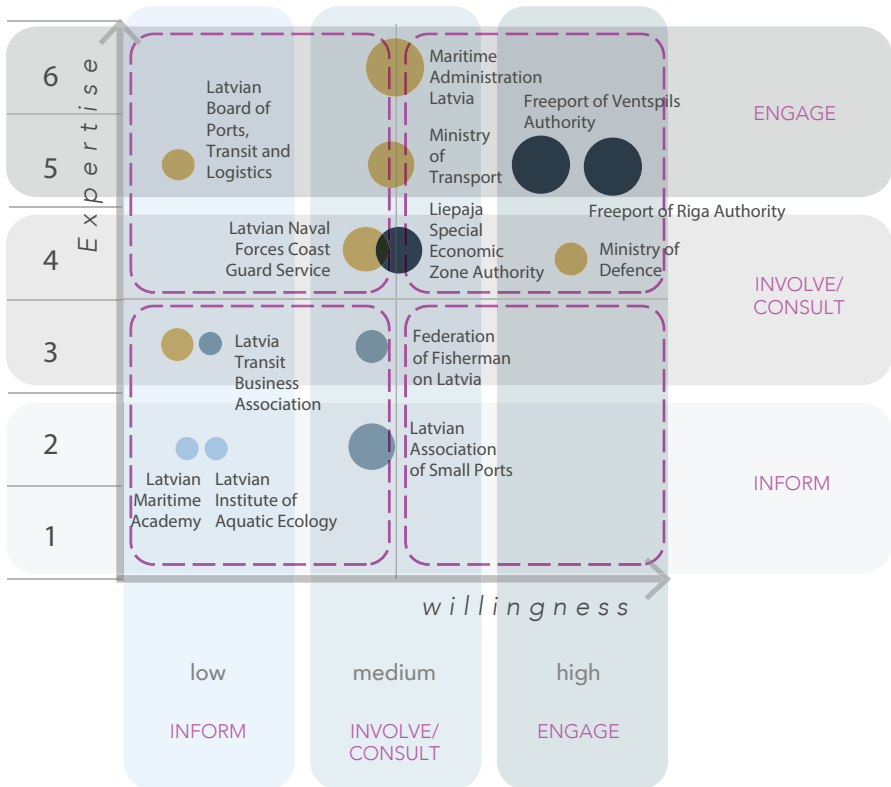 Expertise
6
5
4
3
2
1
Latvian
Board of
Ports,
Transit and
Logistics
Maritime
Administration
Latvia
Freeport of Ventspils
Authority
ENGAGE
Ministry
of
Transport
Freeport of Riga Authority
Latvian Naval
Forces Coast
Guard Service
Liepaja
Special
Economic
Zone Authority
Ministry of
Defence
INVOLVE/
CONSULT
Latvia
Transit
Business
Association
Federation
of Fisherman
on Latvia
Latvian
Association
of Small Ports
INFORM
Latvian
Maritime
Academy
Latvian
Institute of
Aquatic Ecology
willingness
low
medium
high
INFORM
INVOLVE/
CONSULT
ENGAGE